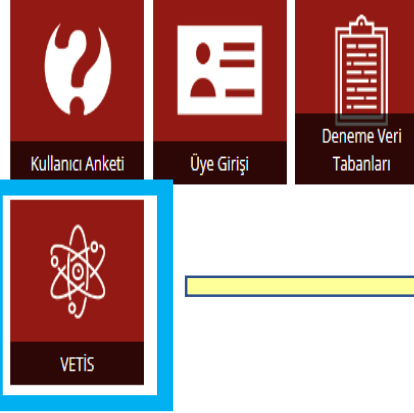 Kullanıcı Anketi
Üye Girişi
Deneme Veri
Tabanları
VETİS